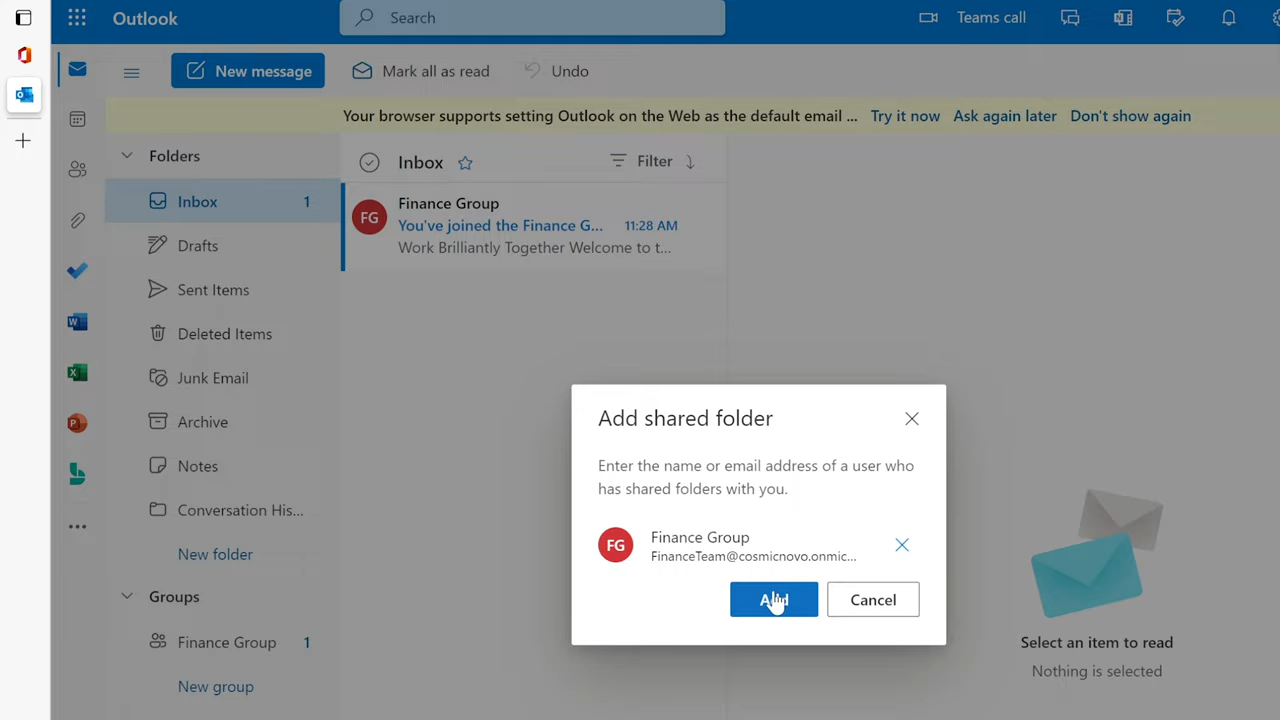 Outlook
Search
Teams call
New message
Mark all as read
Undo
Your browser supports setting Outlook on the Web as the default email ... Try it now Ask again later Don't show again
Folders
Inbox 1
Drafts
Sent Items
Deleted Items
Junk Email
Archive
Notes
Conversation His...
New folder
Groups
Finance Group 1
New group
Inbox
Filter
FG
Finance Group
You've joined the Finance G... 11:28 AM
Work Brilliantly Together Welcome to t...
Add shared folder
Enter the name or email address of a user who
has shared folders with you.
FG
Finance Group
FinanceTeam@cosmicnovo.onmic...
Add
Cancel
Select an item to read
Nothing is selected